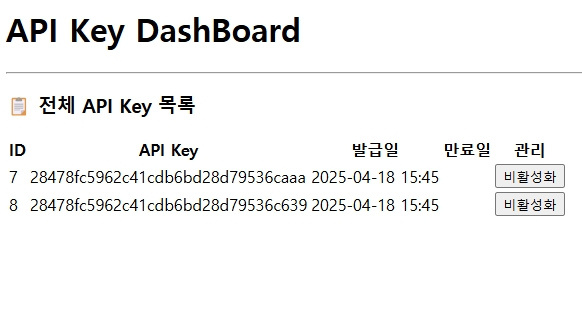 API Key DashBoard
📋 전체 API Key 목록
ID API Key 발급일 만료일 관리
7 28478fc5962c41cdb6bd28d79536caaa 2025-04-18 15:45 비활성화
8 28478fc5962c41cdb6bd28d79536c639 2025-04-18 15:45 비활성화